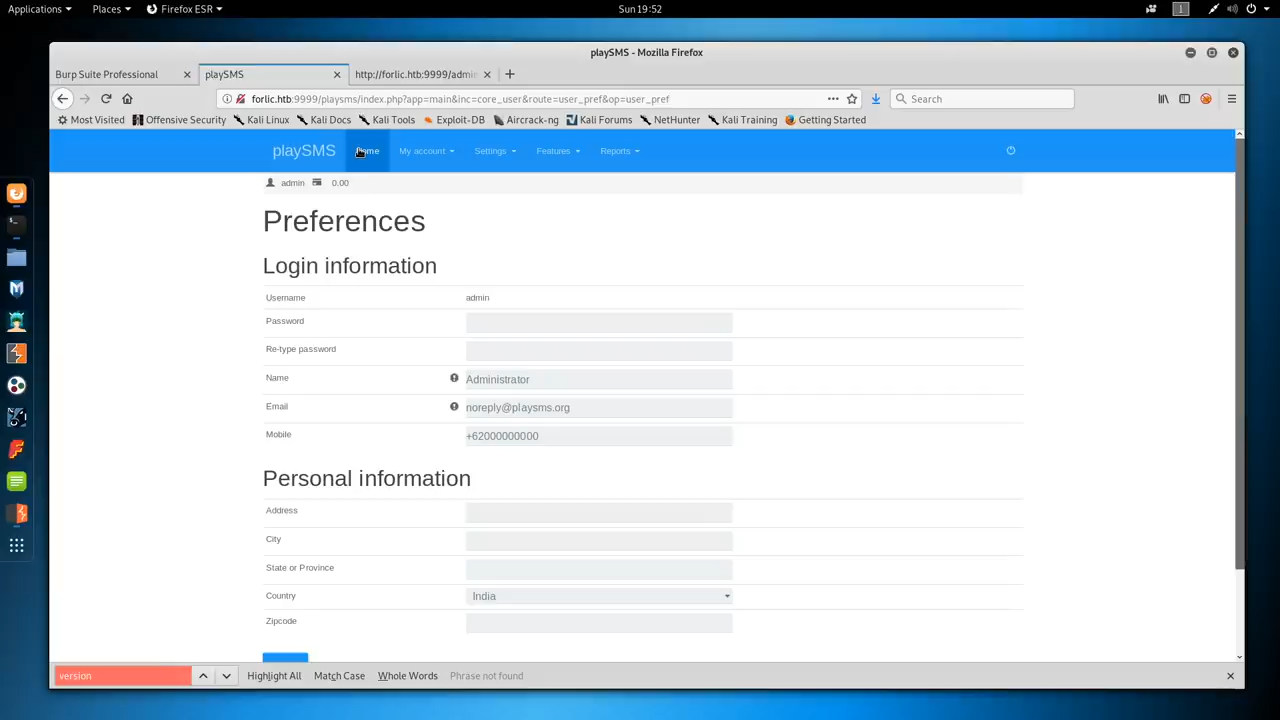 Applications Places Firefox ESR Sun 19:52 1
playSMS - Mozilla Firefox
Burp Suite Professional playSMS http://forlic.htb:9999/admin
forlic.htb:9999/playsms/index.php?app=main&inc=core_user&route=user_pref&op=user_pref Search
Most Visited Offensive Security Kali Linux Kali Docs Kali Tools Exploit-DB Aircrack-ng Kali Forums NetHunter Kali Training Getting Started
playSMS Home My account Settings Features Reports
admin 0.00
Preferences
Login information
Username admin
Password
Re-type password
Name Administrator
Email noreply@playsms.org
Mobile +62000000000
Personal information
Address
City
State or Province
Country India
Zipcode
version Highlight All Match Case Whole Words Phrase not found